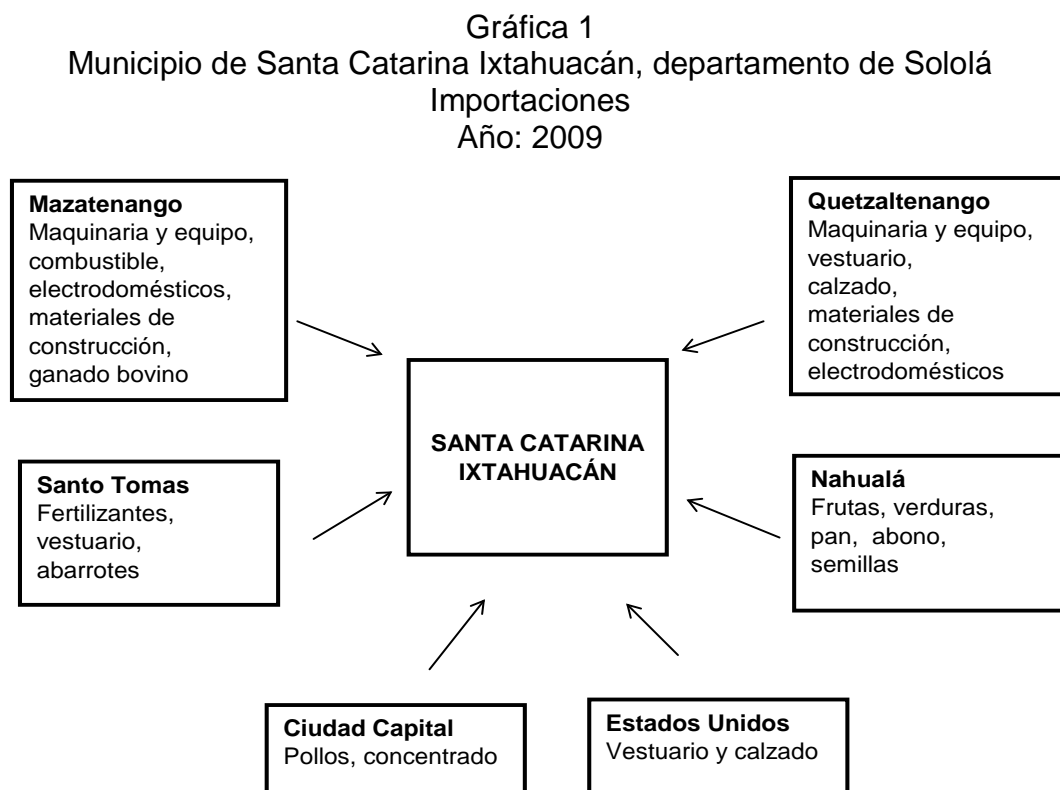 Gráfica 1
Municipio de Santa Catarina Ixtahuacán, departamento de Sololá
Importaciones
Año: 2009
Mazatenango
Maquinaria y equipo,
combustible,
electrodomésticos,
materiales de
construcción,
ganado bovino
Quetzaltenango
Maquinaria y equipo,
vestuario,
calzado,
materiales de
construcción,
electrodomésticos
SANTA CATARINA
IXTAHUACÁN
Santo Tomas
Fertilizantes,
vestuario,
abarrotes
Nahualá
Frutas, verduras,
pan, abono,
semillas
Ciudad Capital
Pollos, concentrado
Estados Unidos
Vestuario y calzado